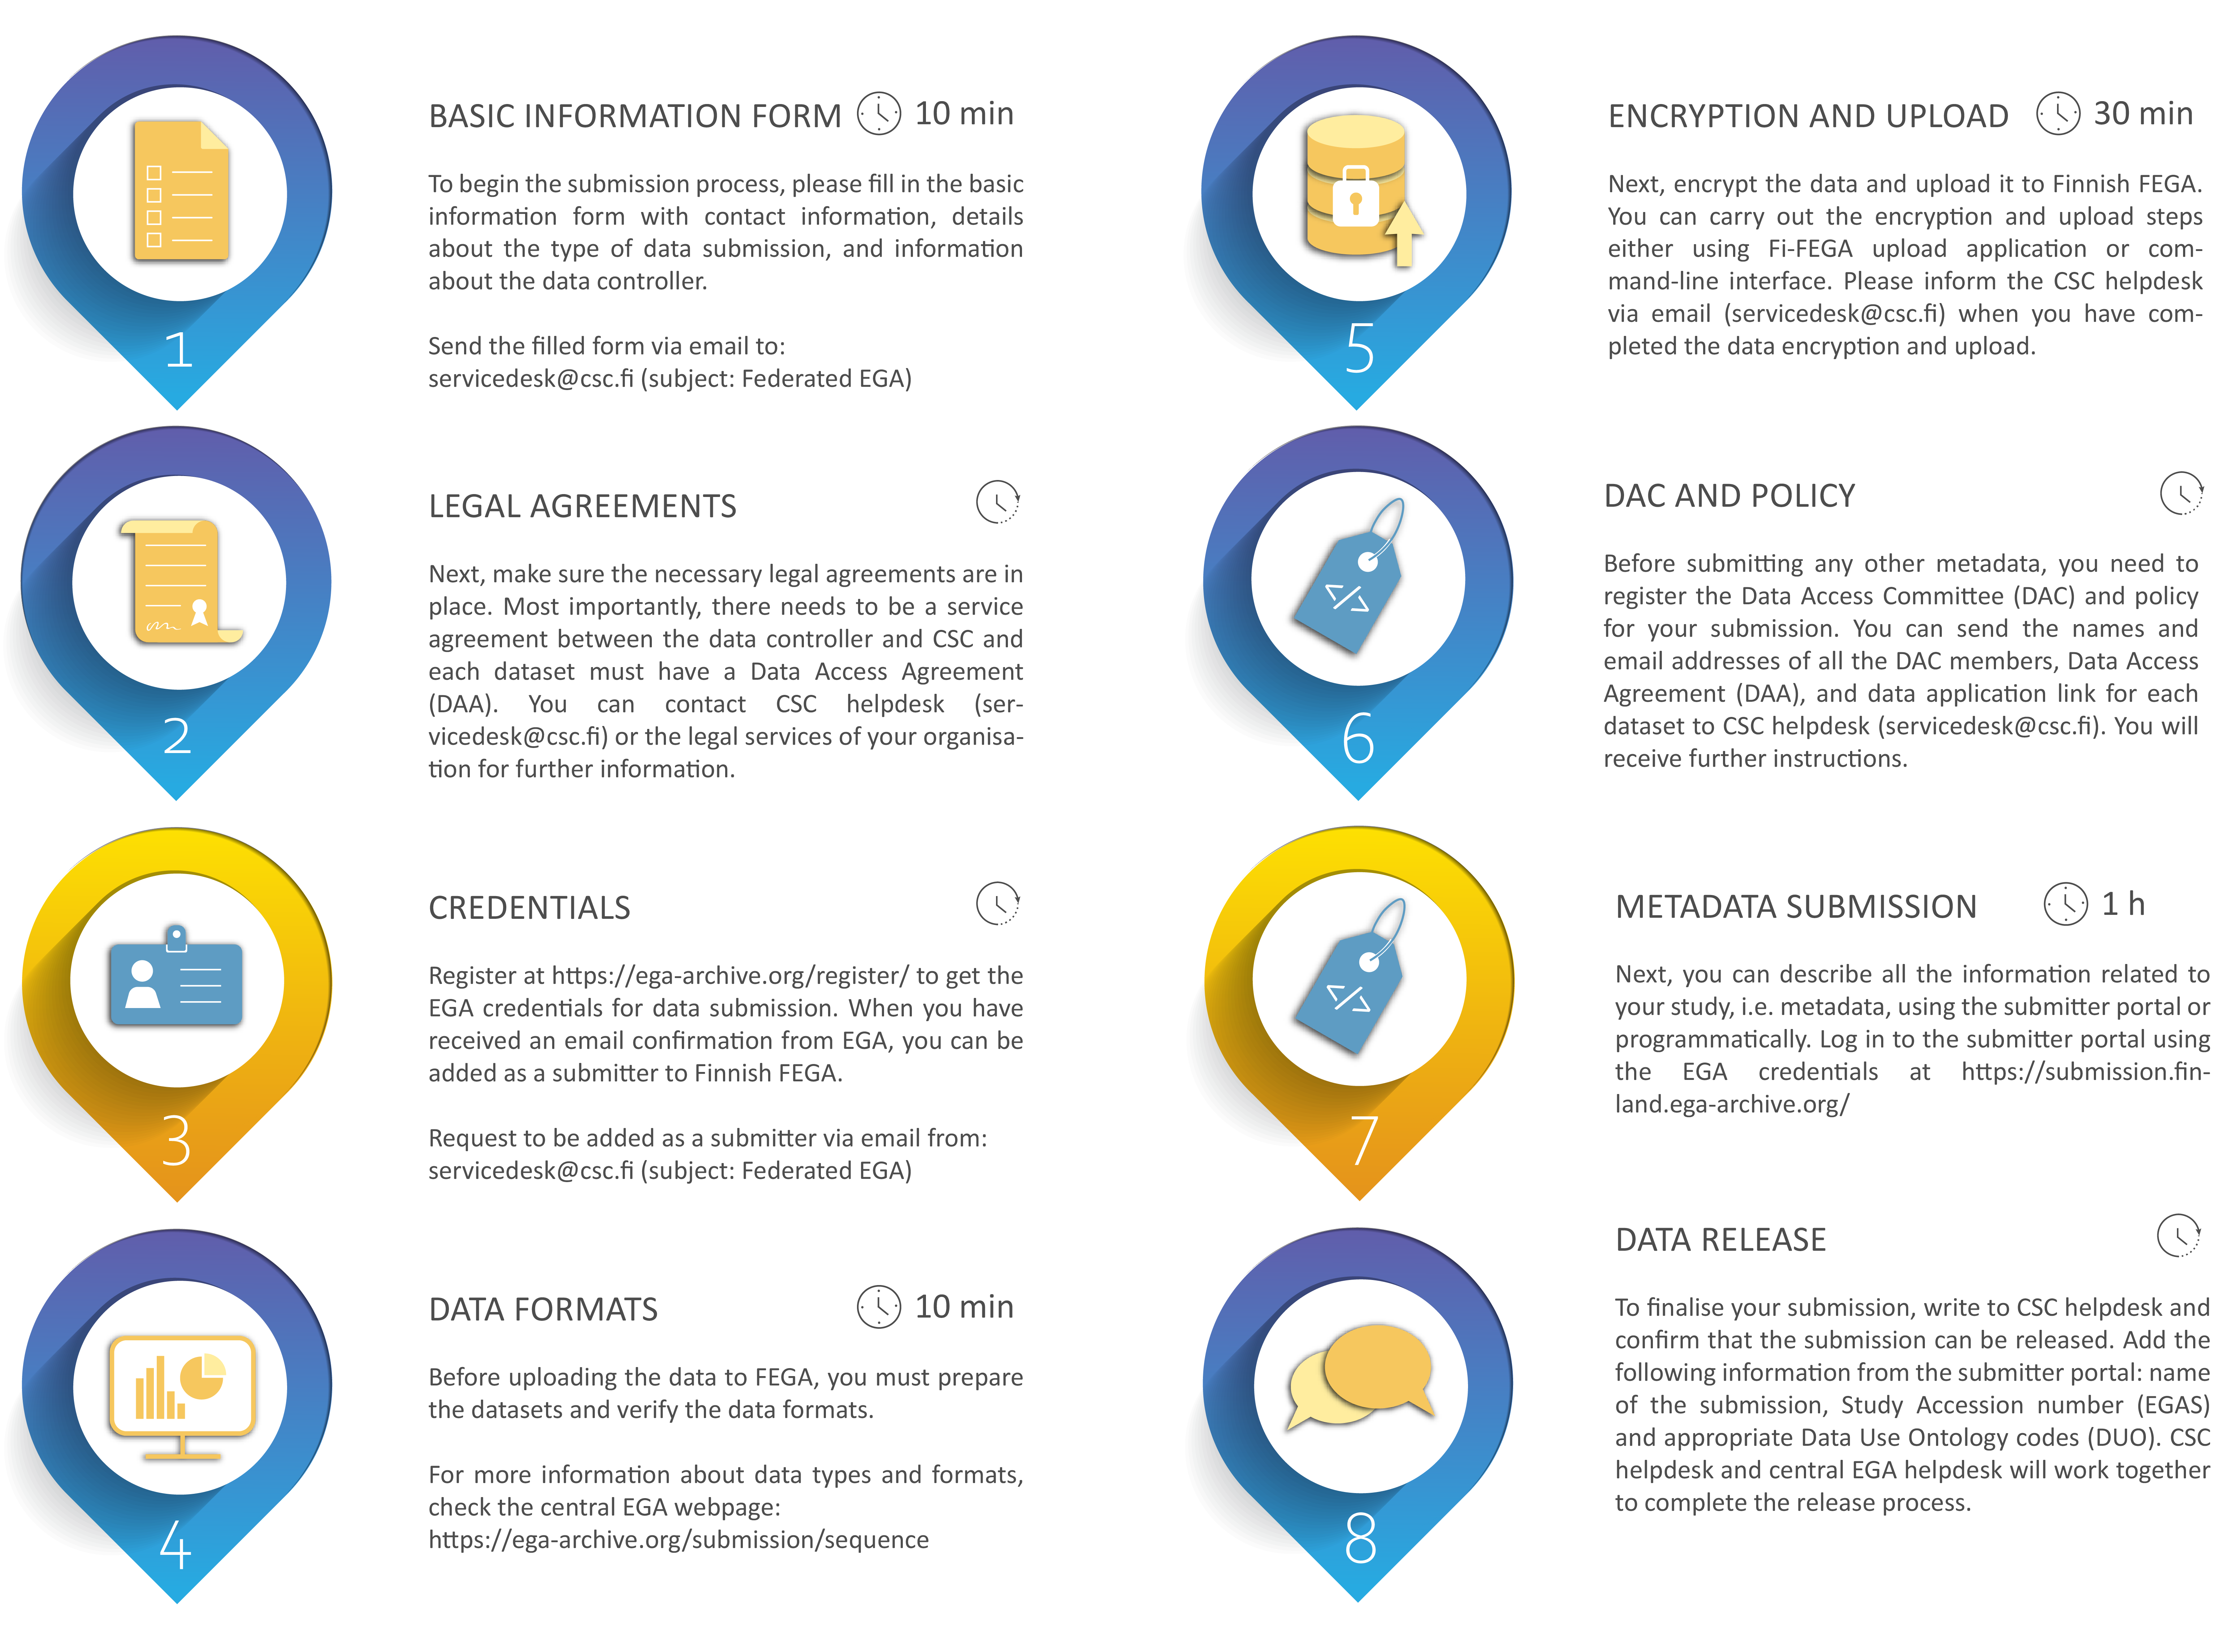 BASIC INFORMATION FORM 10 min
To begin the submission process, please fill in the basic
information form with contact information, details
about the type of data submission, and information
about the data controller.
Send the filled form via email to:
servicedesk@csc.fi (subject: Federated EGA)
1
LEGAL AGREEMENTS
Next, make sure the necessary legal agreements are in
place. Most importantly, there needs to be a service
agreement between the data controller and CSC and
each dataset must have a Data Access Agreement
(DAA). You can contact CSC helpdesk (ser-
vicedesk@csc.fi) or the legal services of your organisa-
tion for further information.
2
CREDENTIALS
Register at https://ega-archive.org/register/ to get the
EGA credentials for data submission. When you have
received an email confirmation from EGA, you can be
added as a submitter to Finnish FEGA.
Request to be added as a submitter via email from:
servicedesk@csc.fi (subject: Federated EGA)
3
DATA FORMATS 10 min
Before uploading the data to FEGA, you must prepare
the datasets and verify the data formats.
For more information about data types and formats,
check the central EGA webpage:
https://ega-archive.org/submission/sequence
4
ENCRYPTION AND UPLOAD 30 min
Next, encrypt the data and upload it to Finnish FEGA.
You can carry out the encryption and upload steps
either using Fi-FEGA upload application or com-
mand-line interface. Please inform the CSC helpdesk
via email (servicedesk@csc.fi) when you have com-
pleted the data encryption and upload.
5
DAC AND POLICY
Before submitting any other metadata, you need to
register the Data Access Committee (DAC) and policy
for your submission. You can send the names and
email addresses of all the DAC members, Data Access
Agreement (DAA), and data application link for each
dataset to CSC helpdesk (servicedesk@csc.fi). You will
receive further instructions.
</>
6
METADATA SUBMISSION 1 h
Next, you can describe all the information related to
your study, i.e. metadata, using the submitter portal or
programmatically. Log in to the submitter portal using
the EGA credentials at https://submission.fin-
land.ega-archive.org/
</>
7
DATA RELEASE
To finalise your submission, write to CSC helpdesk and
confirm that the submission can be released. Add the
following information from the submitter portal: name
of the submission, Study Accession number (EGAS)
and appropriate Data Use Ontology codes (DUO). CSC
helpdesk and central EGA helpdesk will work together
to complete the release process.
8